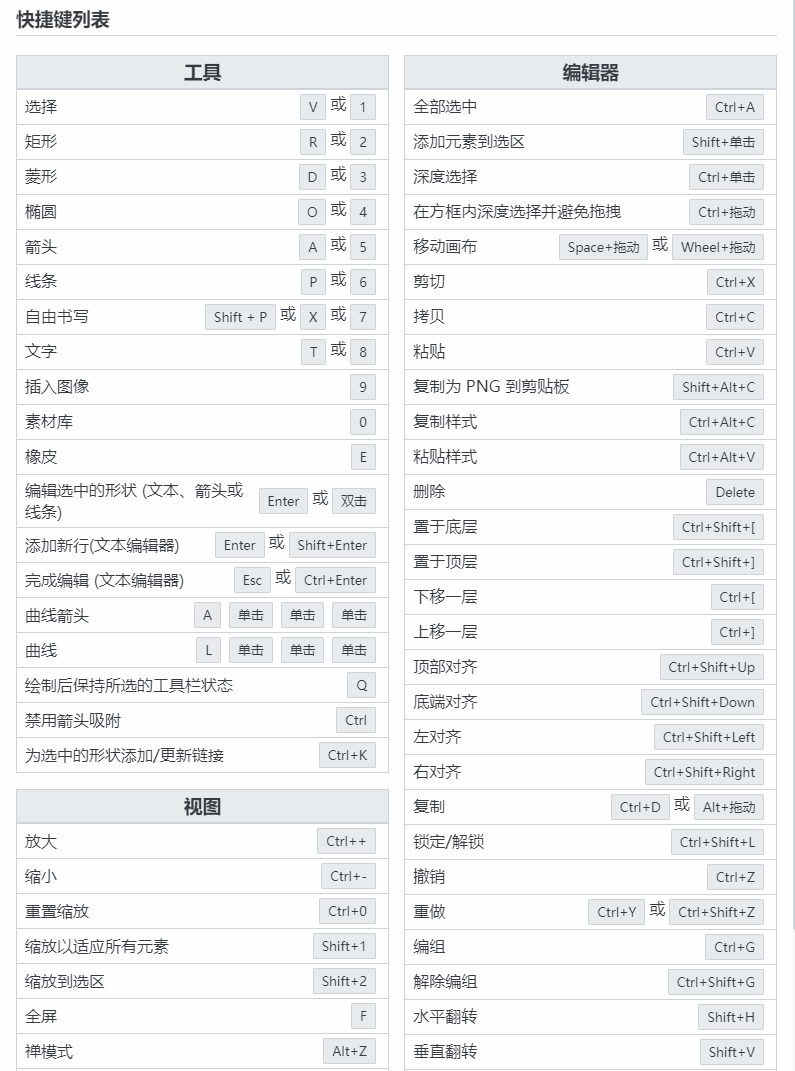 快捷键列表
工具
选择 V 或 1
矩形 R 或 2
菱形 D 或 3
椭圆 O 或 4
箭头 A 或 5
线条 P 或 6
自由书写 Shift + P 或 X 或 7
文字 T 或 8
插入图像 9
素材库 0
橡皮 E
编辑选中的形状 (文本、箭头或
线条) Enter 或 双击
添加新行(文本编辑器) Enter 或 Shift+Enter
完成编辑 (文本编辑器) Esc 或 Ctrl+Enter
曲线箭头 A 单击 单击 单击
曲线 L 单击 单击 单击
绘制后保持所选的工具栏状态 Q
禁用箭头吸附 Ctrl
为选中的形状添加/更新链接 Ctrl+K
视图
放大 Ctrl++
缩小 Ctrl+-
重置缩放 Ctrl+0
缩放以适应所有元素 Shift+1
缩放到选区 Shift+2
全屏 F
禅模式 Alt+Z
编辑器
全部选中 Ctrl+A
添加元素到选区 Shift+单击
深度选择 Ctrl+单击
在方框内深度选择并避免拖拽 Ctrl+拖动
移动画布 Space+拖动 或 Wheel+拖动
剪切 Ctrl+X
拷贝 Ctrl+C
粘贴 Ctrl+V
复制为 PNG 到剪贴板 Shift+Alt+C
复制样式 Ctrl+Alt+C
粘贴样式 Ctrl+Alt+V
删除 Delete
置于底层 Ctrl+Shift+[
置于顶层 Ctrl+Shift+]
下移一层 Ctrl+[
上移一层 Ctrl+]
顶部对齐 Ctrl+Shift+Up
底端对齐 Ctrl+Shift+Down
左对齐 Ctrl+Shift+Left
右对齐 Ctrl+Shift+Right
复制 Ctrl+D 或 Alt+拖动
锁定/解锁 Ctrl+Shift+L
撤销 Ctrl+Z
重做 Ctrl+Y 或 Ctrl+Shift+Z
编组 Ctrl+G
解除编组 Ctrl+Shift+G
水平翻转 Shift+H
垂直翻转 Shift+V